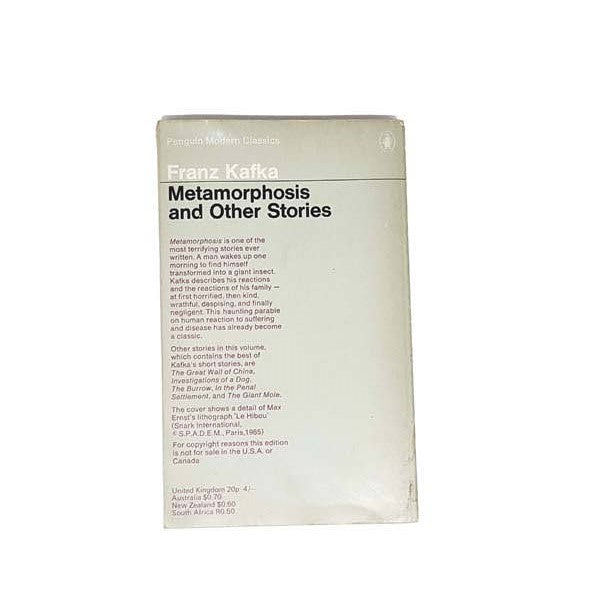 Penguin Modern Classics
Franz Kafka
Metamorphosis
and Other Stories
Metamorphosis is one of the
most terrifying stories ever
written. A man wakes up one
morning to find himself
transformed into a giant insect.
Kafka describes his reactions
and the reactions of his family —
at first horrified, then kind,
wrathful, despising, and finally
negligent. This haunting parable
on human reaction to suffering
and disease has already become
a classic.
Other stories in this volume,
which contains the best of
Kafka's short stories, are
The Great Wall of China,
Investigations of a Dog,
The Burrow, In the Penal
Settlement, and The Giant Mole.
The cover shows a detail of Max
Ernst's lithograph 'Le Hibou'
(Snark International,
© S.P.A.D.E.M., Paris, 1965)
For copyright reasons this edition
is not for sale in the U.S.A. or
Canada
United Kingdom 20p 4/–
Australia $0.70
New Zealand $0.60
South Africa R0.50